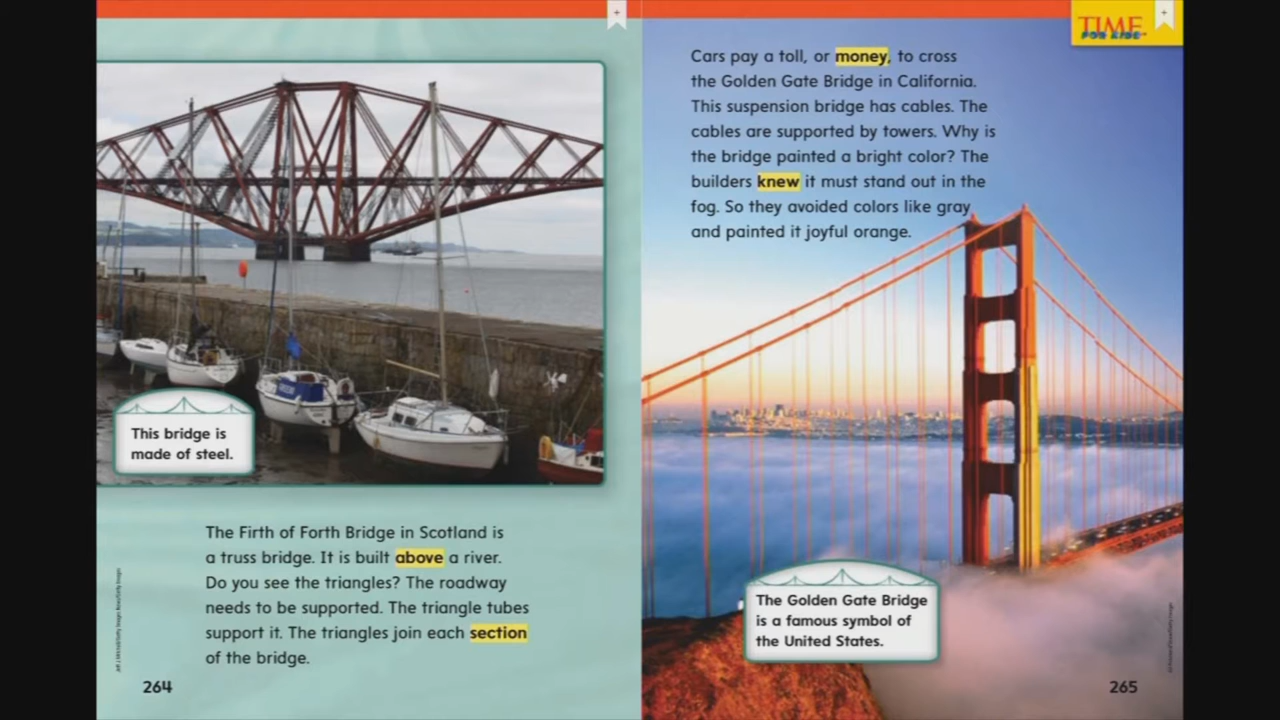 This bridge is
made of steel.
The Firth of Forth Bridge in Scotland is
a truss bridge. It is built above a river.
Do you see the triangles? The roadway
needs to be supported. The triangle tubes
support it. The triangles join each section
of the bridge.
264
TIME
FOR KIDS
Cars pay a toll, or money, to cross
the Golden Gate Bridge in California.
This suspension bridge has cables. The
cables are supported by towers. Why is
the bridge painted a bright color? The
builders knew it must stand out in the
fog. So they avoided colors like gray
and painted it joyful orange.
The Golden Gate Bridge
is a famous symbol of
the United States.
265